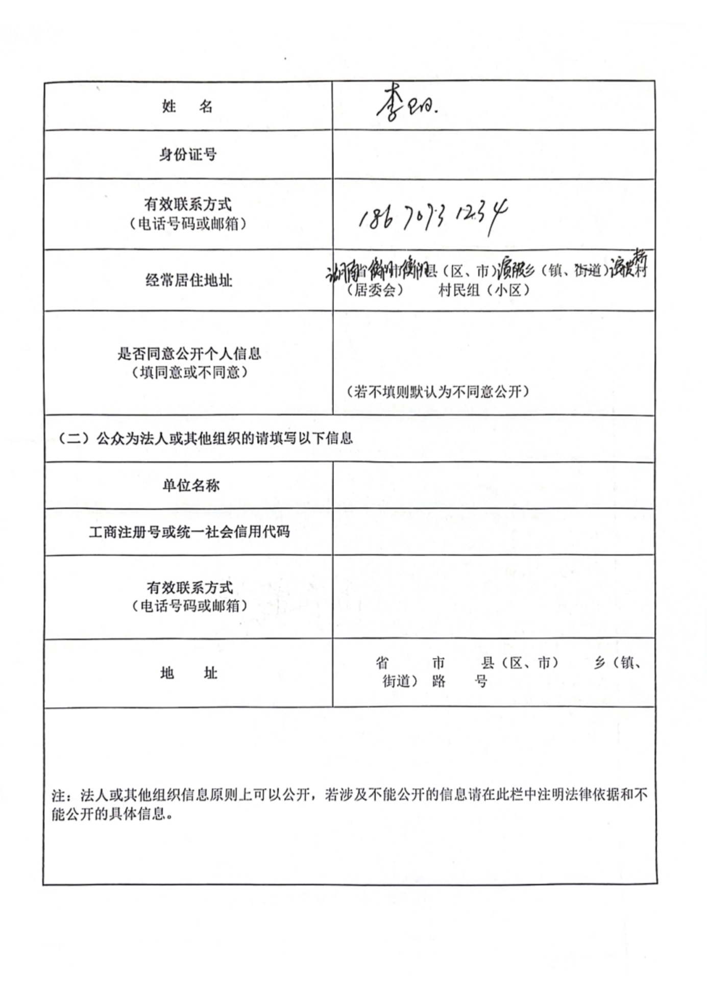 姓 名 李
身份证号
有效联系方式
(电话号码或邮箱)
186 7073 1234
经常居住地址
湖南省衡阳市衡阳县（区、市）演陂乡（镇、街道）演陂桥村
（居委会） 村民组（小区）
是否同意公开个人信息
（填同意或不同意）
（若不填则默认为不同意公开）
（二）公众为法人或其他组织的请填写以下信息
单位名称
工商注册号或统一社会信用代码
有效联系方式
（电话号码或邮箱）
地 址
省 市 县（区、市） 乡（镇、
街道） 路 号
注：法人或其他组织信息原则上可以公开，若涉及不能公开的信息请在此栏中注明法律依据和不
能公开的具体信息。